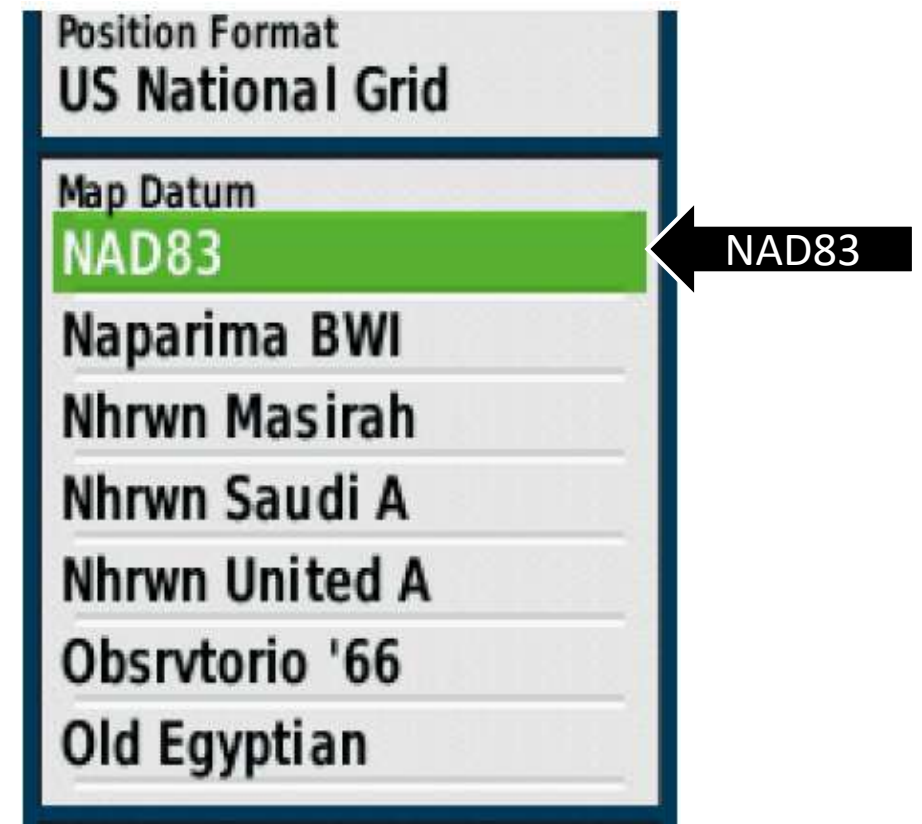 Position Format
US National Grid
Map Datum
NAD83
NAD83
Naparima BWI
Nhrwn Masirah
Nhrwn Saudi A
Nhrwn United A
Obsrvtorio '66
Old Egyptian